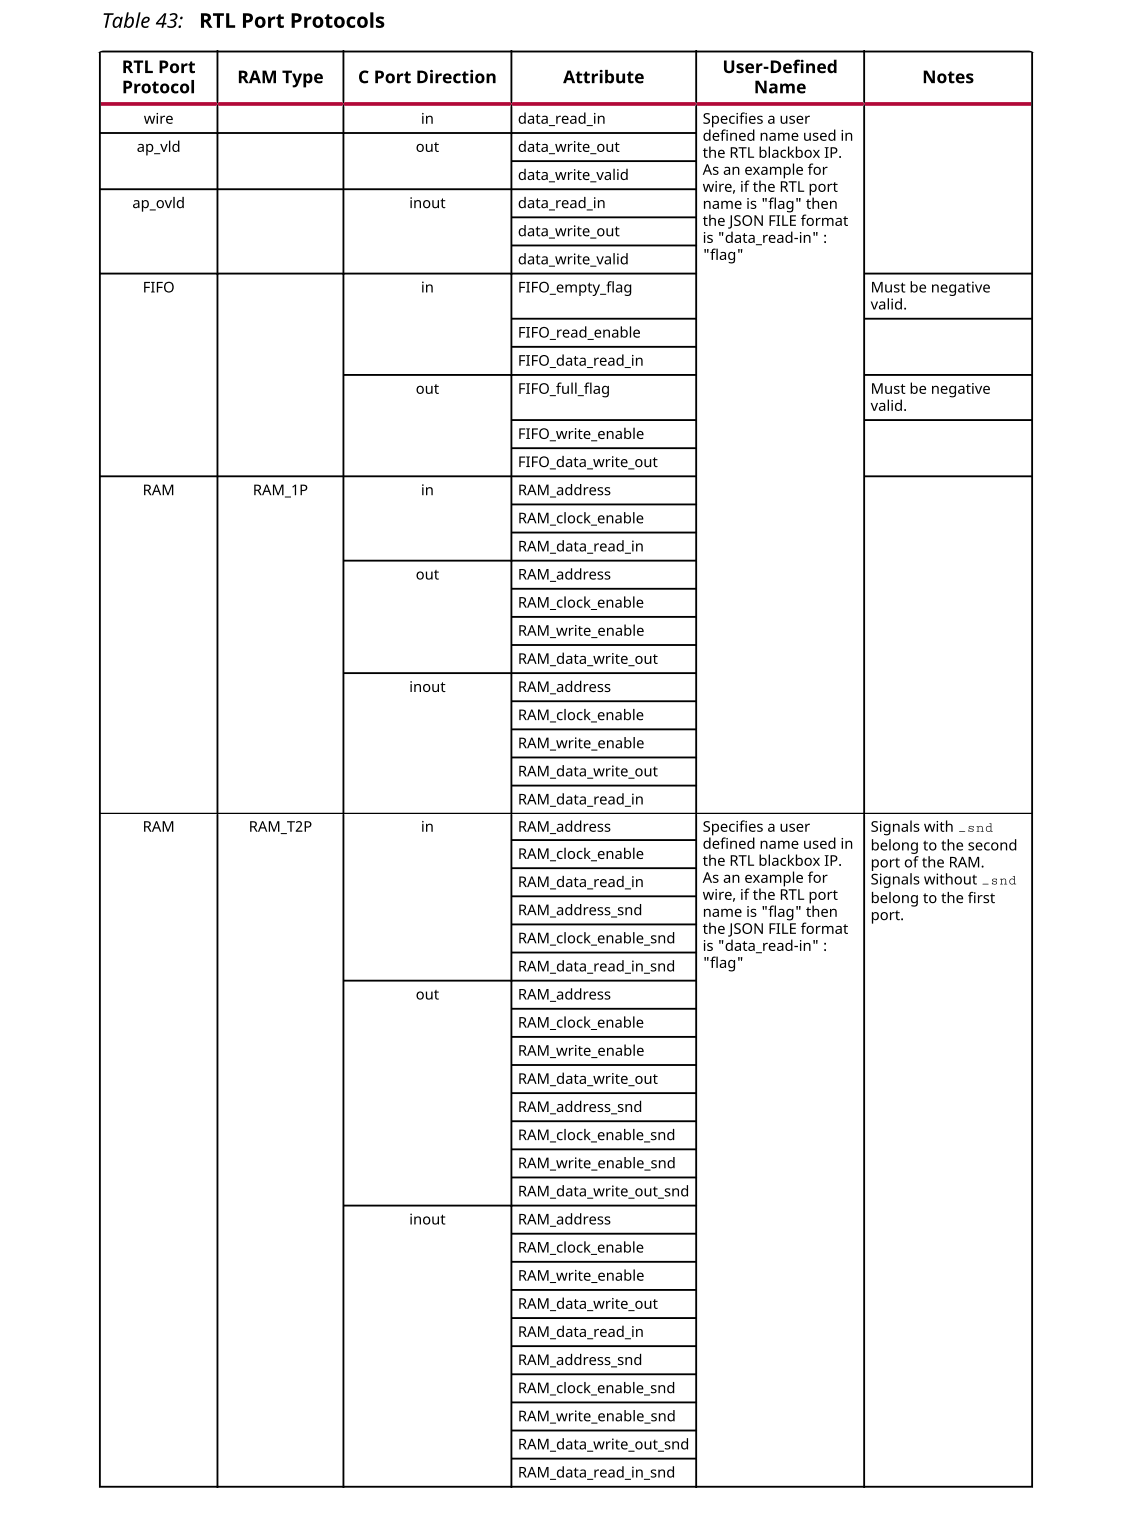 Table 43: RTL Port Protocols
RTL Port Protocol RAM Type C Port Direction Attribute User-Defined Name Notes
wire in data_read_in Specifies a user
defined name used in
the RTL blackbox IP.
As an example for
wire, if the RTL port
name is "flag" then
the JSON FILE format
is "data_read-in" :
"flag"
ap_vld out data_write_out
data_write_valid
ap_ovld inout data_read_in
data_write_out
data_write_valid
FIFO in FIFO_empty_flag Must be negative
valid.
FIFO_read_enable
FIFO_data_read_in
out FIFO_full_flag Must be negative
valid.
FIFO_write_enable
FIFO_data_write_out
RAM RAM_1P in RAM_address
RAM_clock_enable
RAM_data_read_in
out RAM_address
RAM_clock_enable
RAM_write_enable
RAM_data_write_out
inout RAM_address
RAM_clock_enable
RAM_write_enable
RAM_data_write_out
RAM_data_read_in
RAM RAM_T2P in RAM_address Specifies a user
defined name used in
the RTL blackbox IP.
As an example for
wire, if the RTL port
name is "flag" then
the JSON FILE format
is "data_read-in" :
"flag"
Signals with _snd
belong to the second
port of the RAM.
Signals without _snd
belong to the first
port.
RAM_clock_enable
RAM_data_read_in
RAM_address_snd
RAM_clock_enable_snd
RAM_data_read_in_snd
out RAM_address
RAM_clock_enable
RAM_write_enable
RAM_data_write_out
RAM_address_snd
RAM_clock_enable_snd
RAM_write_enable_snd
RAM_data_write_out_snd
inout RAM_address
RAM_clock_enable
RAM_write_enable
RAM_data_write_out
RAM_data_read_in
RAM_address_snd
RAM_clock_enable_snd
RAM_write_enable_snd
RAM_data_write_out_snd
RAM_data_read_in_snd